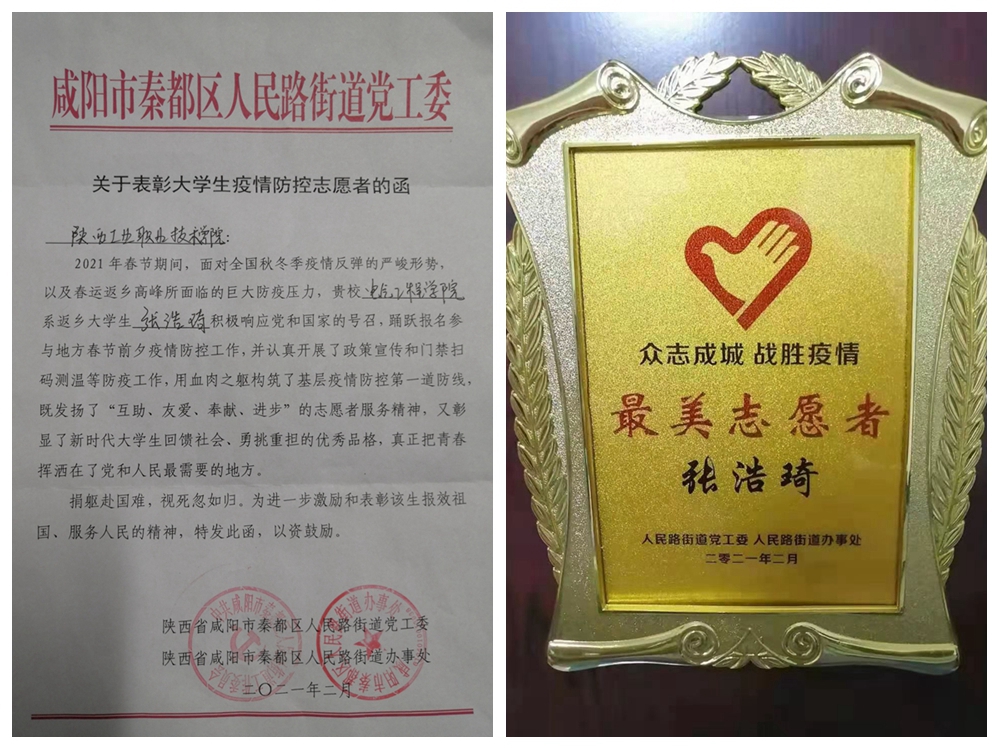 咸阳市秦都区人民路街道党工委
关于表彰大学生疫情防控志愿者的函
陕西工业职业技术学院：
2021 年春节期间，面对全国秋冬季疫情反弹的严峻形势，
以及春运返乡高峰所面临的巨大防疫压力，贵校电气工程学院
系返乡大学生 张浩琦 积极响应党和国家的号召，踊跃报名参
与地方春节前夕疫情防控工作，并认真开展了政策宣传和门禁扫
码测温等防疫工作，用血肉之躯构筑了基层疫情防控第一道防线，
既发扬了“互助、友爱、奉献、进步”的志愿者服务精神，又彰
显了新时代大学生回馈社会、勇挑重担的优秀品格，真正把青春
挥洒在了党和人民最需要的地方。
捐躯赴国难，视死忽如归。为进一步激励和表彰该生报效祖
国、服务人民的精神，特发此函，以资鼓励。
陕西省咸阳市秦都区人民路街道党工委
陕西省咸阳市秦都区人民路街道办事处
二〇二一年二月
众志成城 战胜疫情
最美志愿者
张浩琦
人民路街道党工委 人民路街道办事处
二零二一年二月